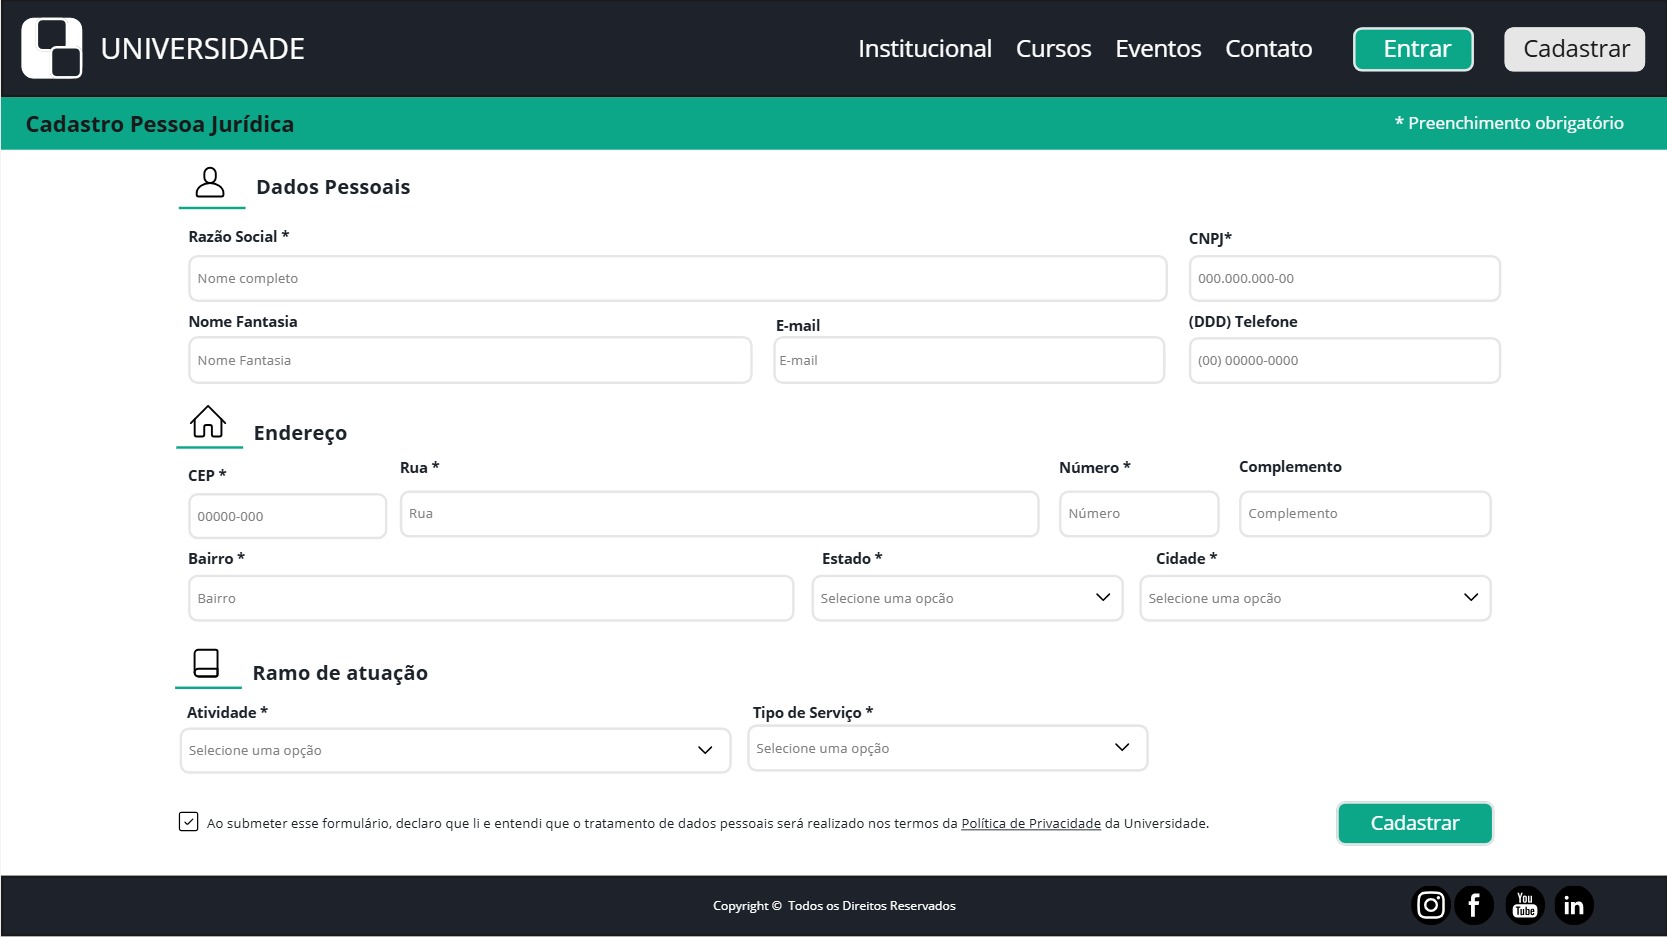 UNIVERSIDADE Institucional Cursos Eventos Contato Entrar Cadastrar
Cadastro Pessoa Jurídica * Preenchimento obrigatório
Dados Pessoais
Razão Social * CNPJ*
Nome completo 000.000.000-00
Nome Fantasia E-mail (DDD) Telefone
Nome Fantasia E-mail (00) 00000-0000
Endereço
CEP * Rua * Número * Complemento
00000-000 Rua Número Complemento
Bairro * Estado * Cidade *
Bairro Selecione uma opcão Selecione uma opcão
Ramo de atuação
Atividade * Tipo de Serviço *
Selecione uma opção Selecione uma opção
Ao submeter esse formulário, declaro que li e entendi que o tratamento de dados pessoais será realizado nos termos da Política de Privacidade da Universidade. Cadastrar
Copyright © Todos os Direitos Reservados You Tube in